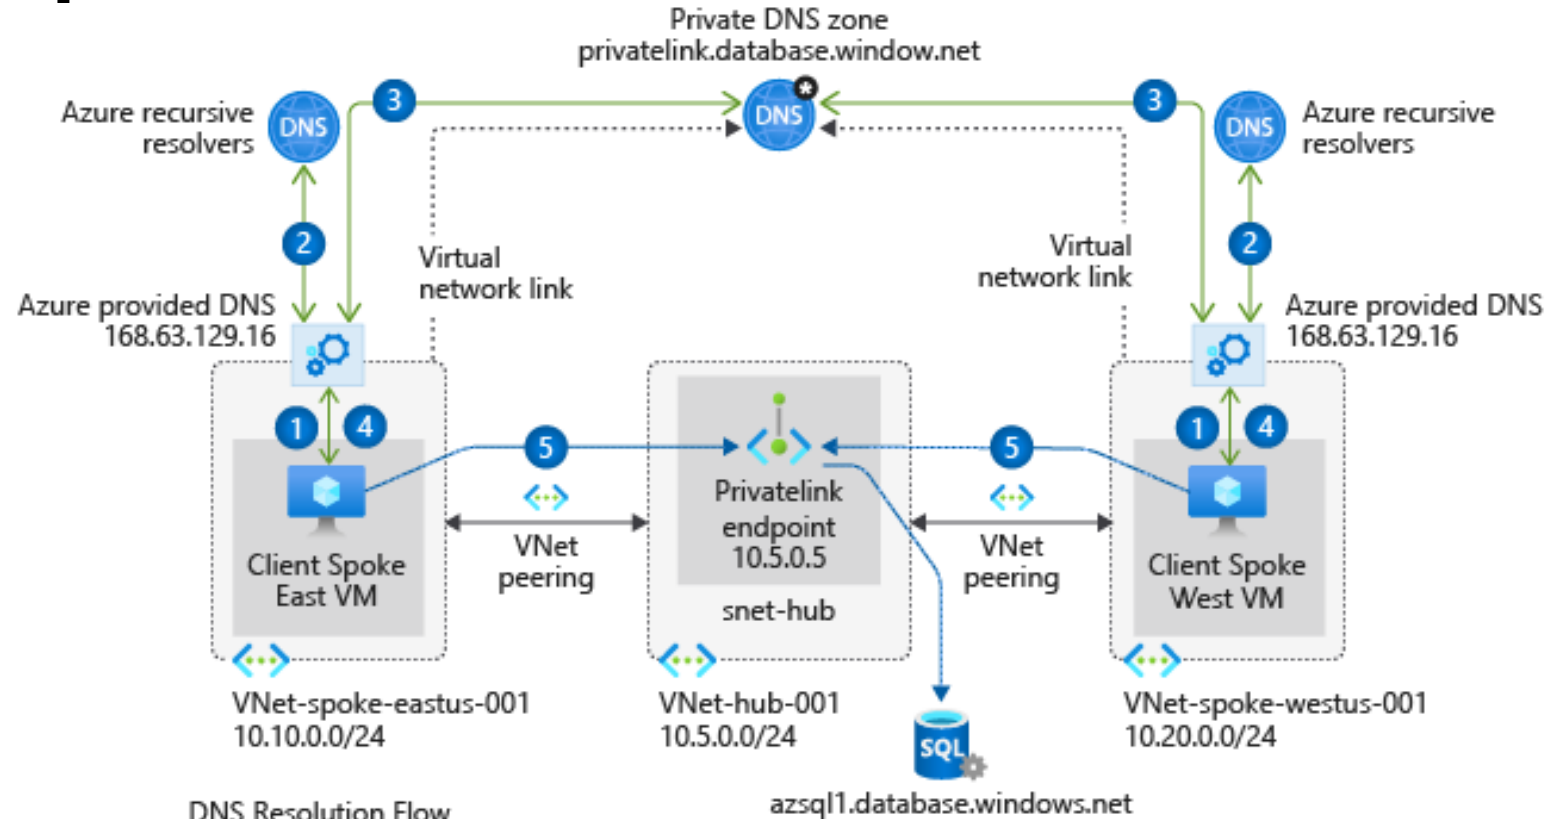 Private DNS zone
privatelink.database.window.net
Azure recursive
resolvers
DNS
3
DNS
*
3
DNS
Azure recursive
resolvers
2
2
Virtual
network link
Virtual
network link
Azure provided DNS
168.63.129.16
Azure provided DNS
168.63.129.16
1
4
5
5
1
4
Client Spoke
East VM
VNet
peering
Privatelink
endpoint
10.5.0.5
snet-hub
VNet
peering
Client Spoke
West VM
VNet-spoke-eastus-001
10.10.0.0/24
VNet-hub-001
10.5.0.0/24
VNet-spoke-westus-001
10.20.0.0/24
SQL
azsql1.database.windows.net
DNS Resolution Flow